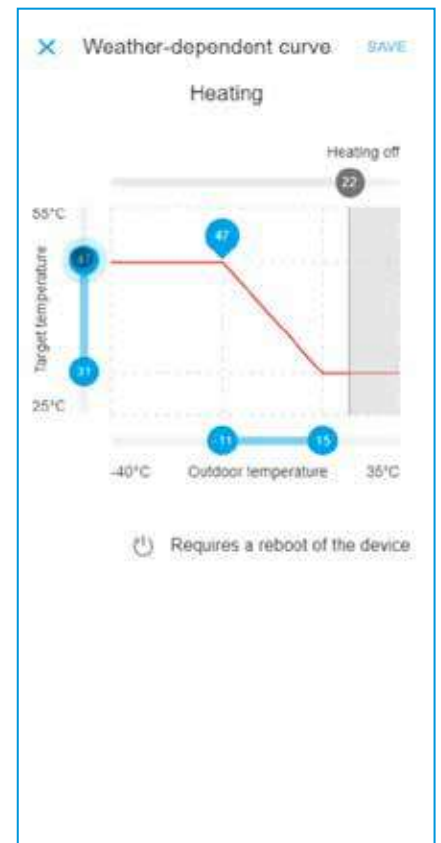 Weather-dependent curve SAVE
Heating
Heating off
22
55°C
47
47
Target temperature
31
25°C
-11 15
-40°C Outdoor temperature 35°C
Requires a reboot of the device